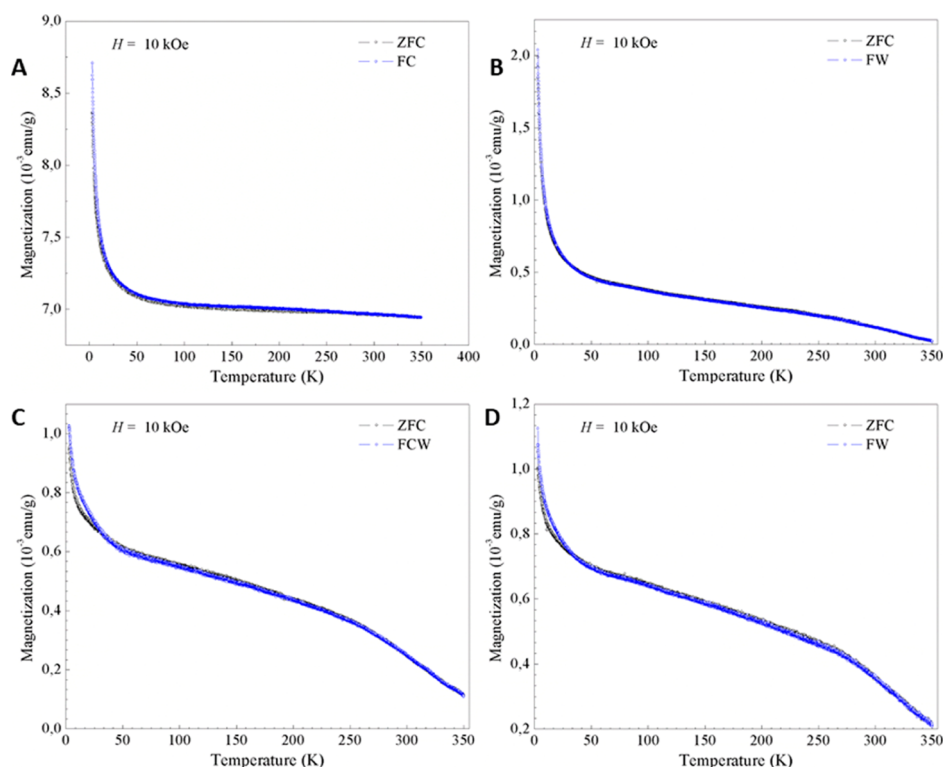 A
H = 10 kOe
ZFC
FC
9,0
8,5
8,0
7,5
7,0
Magnetization (10⁻³ emu/g)
0 50 100 150 200 250 300 350 400
Temperature (K)
B
H = 10 kOe
ZFC
FW
2,0
1,5
1,0
0,5
0,0
Magnetization (10⁻³ emu/g)
0 50 100 150 200 250 300 350
Temperature (K)
C
H = 10 kOe
ZFC
FCW
1,0
0,8
0,6
0,4
0,2
0,0
Magnetization (10⁻³ emu/g)
0 50 100 150 200 250 300 350
Temperature (K)
D
H = 10 kOe
ZFC
FW
1,2
1,0
0,8
0,6
0,4
0,2
Magnetization (10⁻³ emu/g)
0 50 100 150 200 250 300 350
Temperature (K)